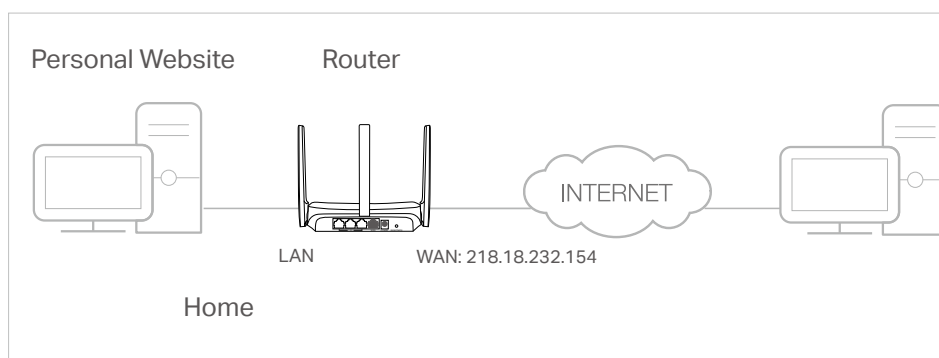 Personal Website
Router
INTERNET
LAN
WAN: 218.18.232.154
Home